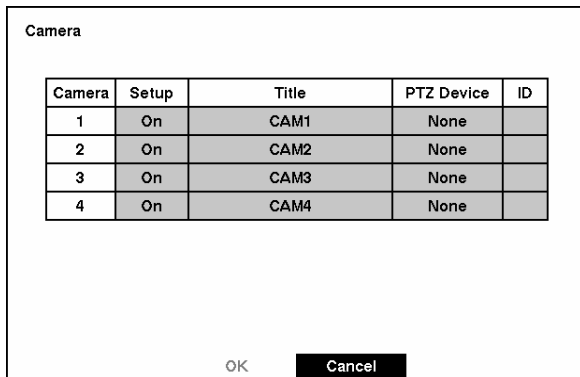 Camera
Camera Setup Title PTZ Device ID
1 On CAM1 None
2 On CAM2 None
3 On CAM3 None
4 On CAM4 None
OK Cancel